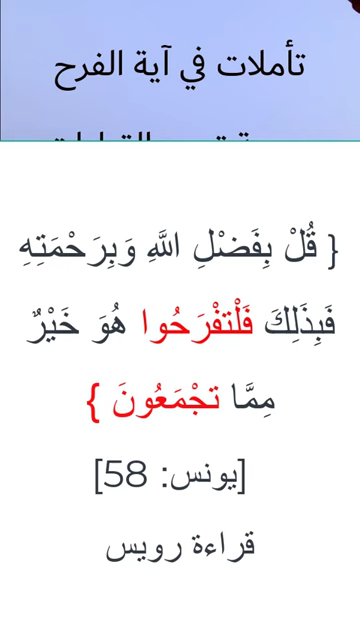 تأملات في آية الفرح
{ قُلْ بِفَضْلِ اللَّهِ وَبِرَحْمَتِهِ
فَبِذَلِكَ فَلْتفْرَحُوا هُوَ خَيْرٌ
مِمَّا تجْمَعُونَ }
[يونس: 58]
قراءة رويس